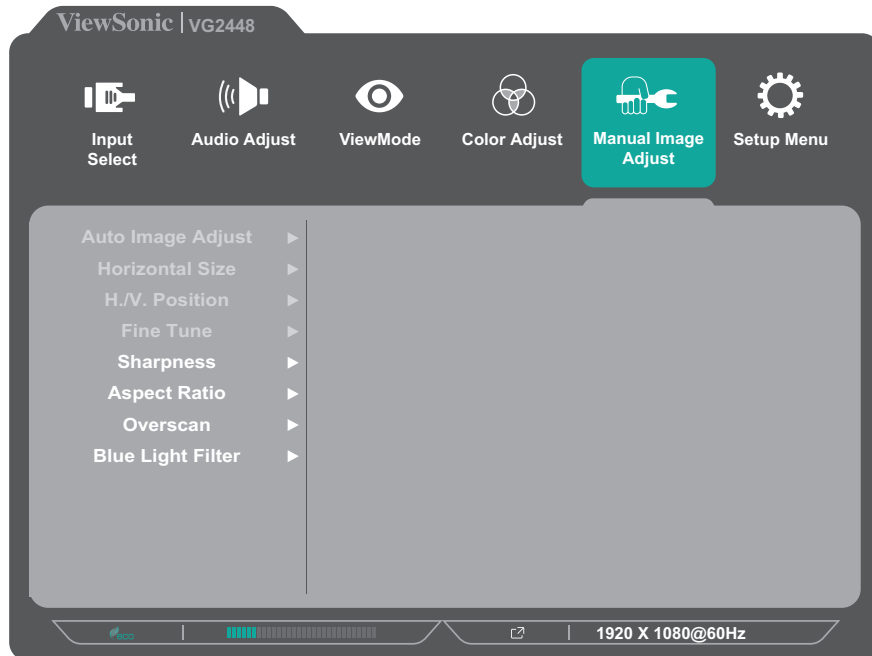 ViewSonic | VG2448
Input
Select
Audio Adjust
ViewMode
Color Adjust
Manual Image
Adjust
Setup Menu
Auto Image Adjust
Horizontal Size
H./V. Position
Fine Tune
Sharpness
Aspect Ratio
Overscan
Blue Light Filter
eco
1920 X 1080@60Hz